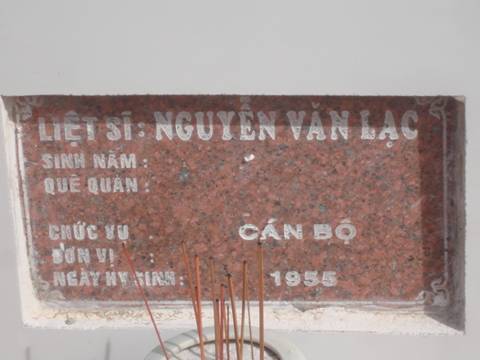 LIỆT SĨ: NGUYỄN VĂN LẠC
SINH NĂM :
QUÊ QUÁN :
CHỨC VỤ : CÁN BỘ
ĐƠN VỊ :
NGÀY HY SINH: 1955